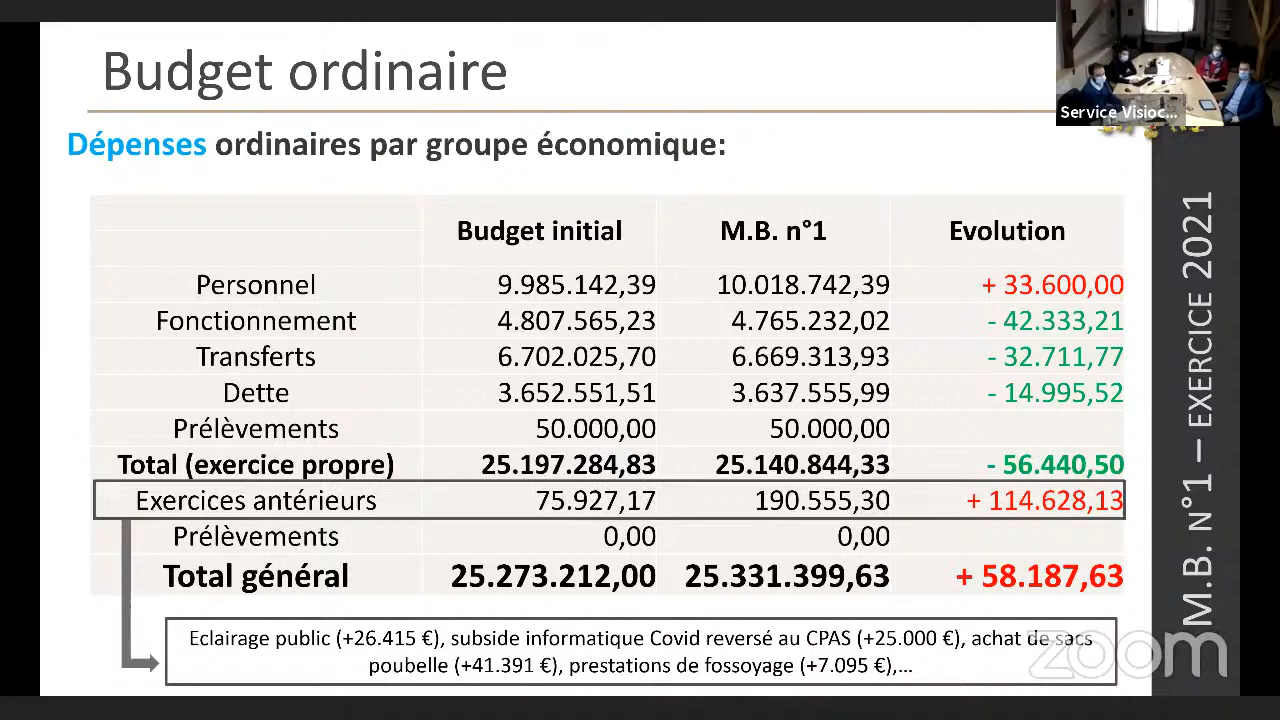 Budget ordinaire
Service Visioc...
Dépenses ordinaires par groupe économique:
Budget initial M.B. n°1 Evolution
Personnel 9.985.142,39 10.018.742,39 + 33.600,00
Fonctionnement 4.807.565,23 4.765.232,02 - 42.333,21
Transferts 6.702.025,70 6.669.313,93 - 32.711,77
Dette 3.652.551,51 3.637.555,99 - 14.995,52
Prélèvements 50.000,00 50.000,00
Total (exercice propre) 25.197.284,83 25.140.844,33 - 56.440,50
Exercices antérieurs 75.927,17 190.555,30 + 114.628,13
Prélèvements 0,00 0,00
Total général 25.273.212,00 25.331.399,63 + 58.187,63
Eclairage public (+26.415 €), subside informatique Covid reversé au CPAS (+25.000 €), achat de sacs
poubelle (+41.391 €), prestations de fossoyage (+7.095 €),...
M.B. N°1 – EXERCICE 2021
zoom